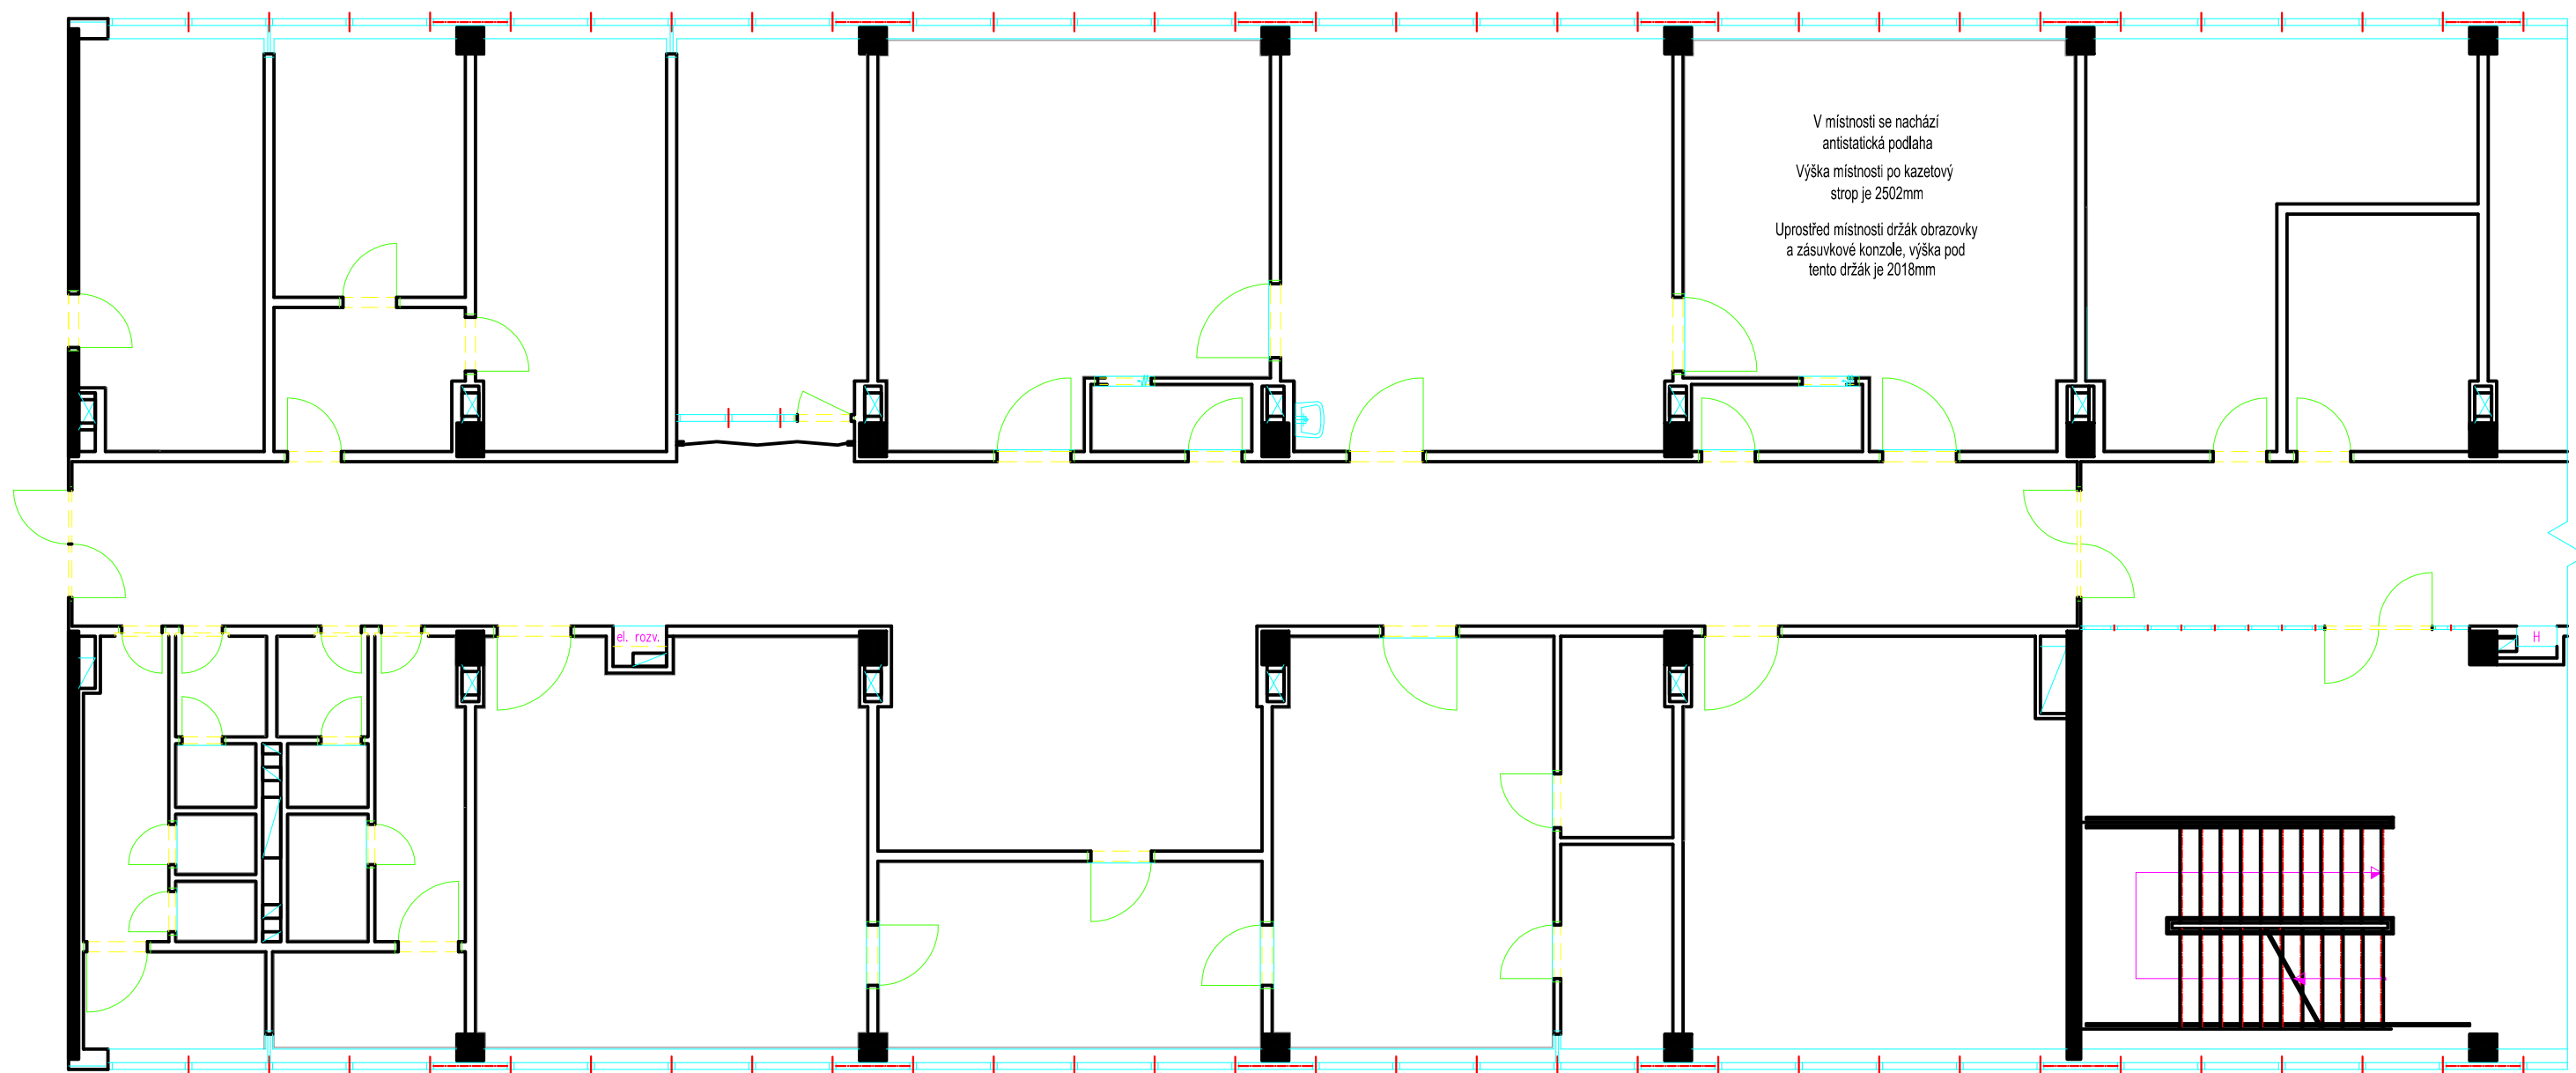 V místnosti se nachází
antistatická podlaha
Výška místnosti po kazetový
strop je 2502mm
Uprostřed místnosti držák obrazovky
a zásuvkové konzole, výška pod
tento držák je 2018mm
el. rozv.
H